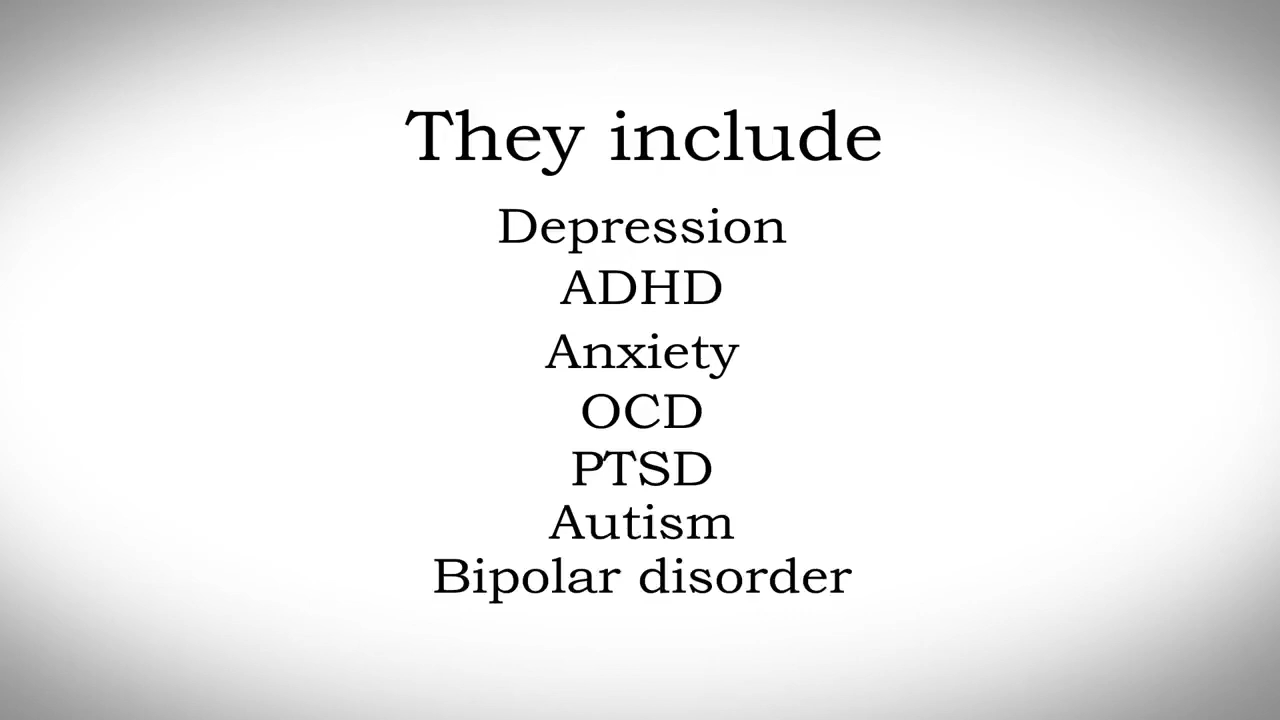 They include
Depression
ADHD
Anxiety
OCD
PTSD
Autism
Bipolar disorder